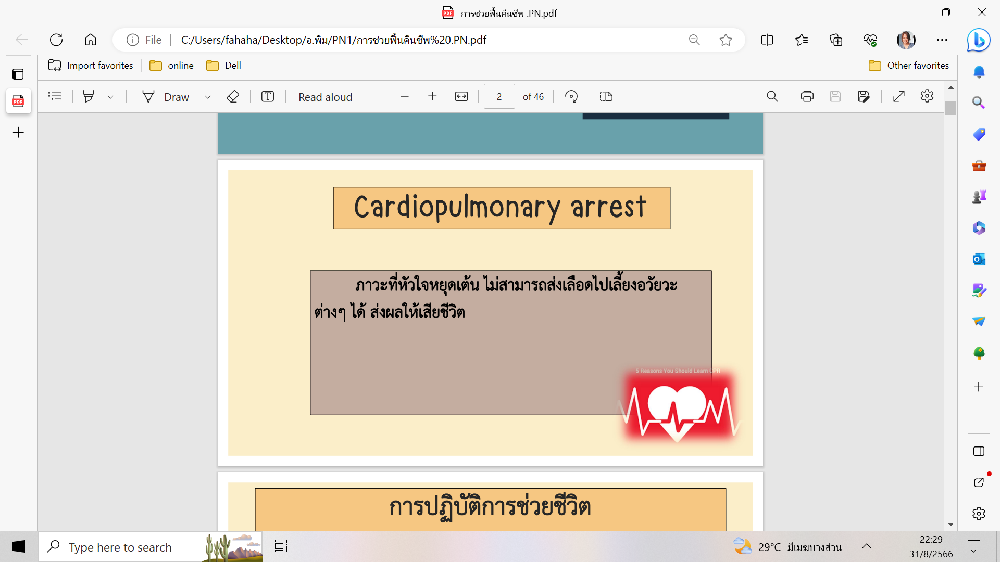 การช่วยฟื้นคืนชีพ .PN.pdf
File C:/Users/fahaha/Desktop/อ.พิม/PN1/การช่วยฟื้นคืนชีพ%20.PN.pdf
Import favorites online Dell Other favorites
Draw Read aloud 2 of 46
Cardiopulmonary arrest
ภาวะที่หัวใจหยุดเต้น ไม่สามารถส่งเลือดไปเลี้ยงอวัยวะ
ต่างๆ ได้ ส่งผลให้เสียชีวิต
5 Reasons You Should Learn CPR
การปฏิบัติการช่วยชีวิต
Type here to search
29°C มีเมฆบางส่วน
22:29
31/8/2566